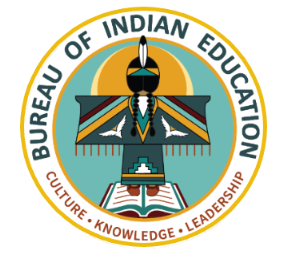 BUREAU OF INDIAN EDUCATION
CULTURE • KNOWLEDGE • LEADERSHIP